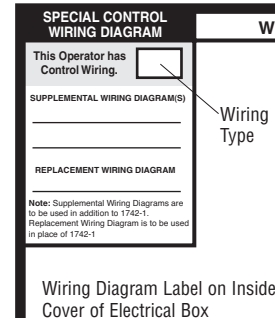 SPECIAL CONTROL
WIRING DIAGRAM
W
This Operator has
Control Wiring.
SUPPLEMENTAL WIRING DIAGRAM(S)
Wiring
Type
REPLACEMENT WIRING DIAGRAM
Note: Supplemental Wiring Diagrams are
to be used in addition to 1742-1.
Replacement Wiring Diagram is to be used
in place of 1742-1
Wiring Diagram Label on Inside
Cover of Electrical Box